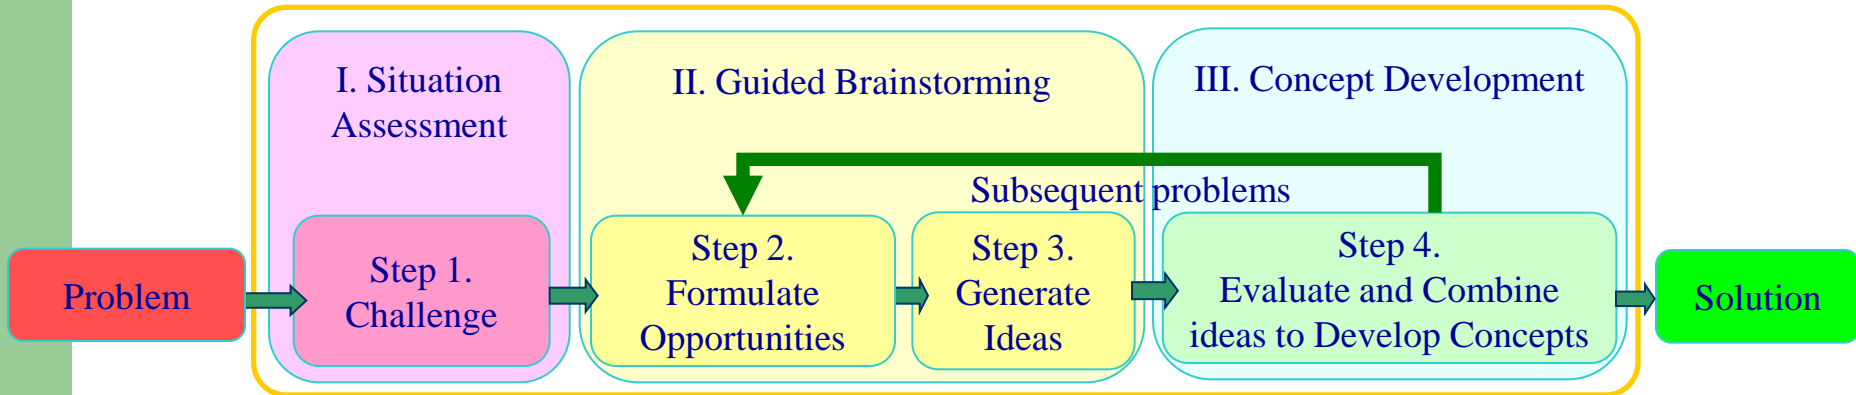 I. Situation
Assessment
II. Guided Brainstorming
III. Concept Development
Subsequent problems
Problem
Step 1.
Challenge
Step 2.
Formulate
Opportunities
Step 3.
Generate
Ideas
Step 4.
Evaluate and Combine
ideas to Develop Concepts
Solution